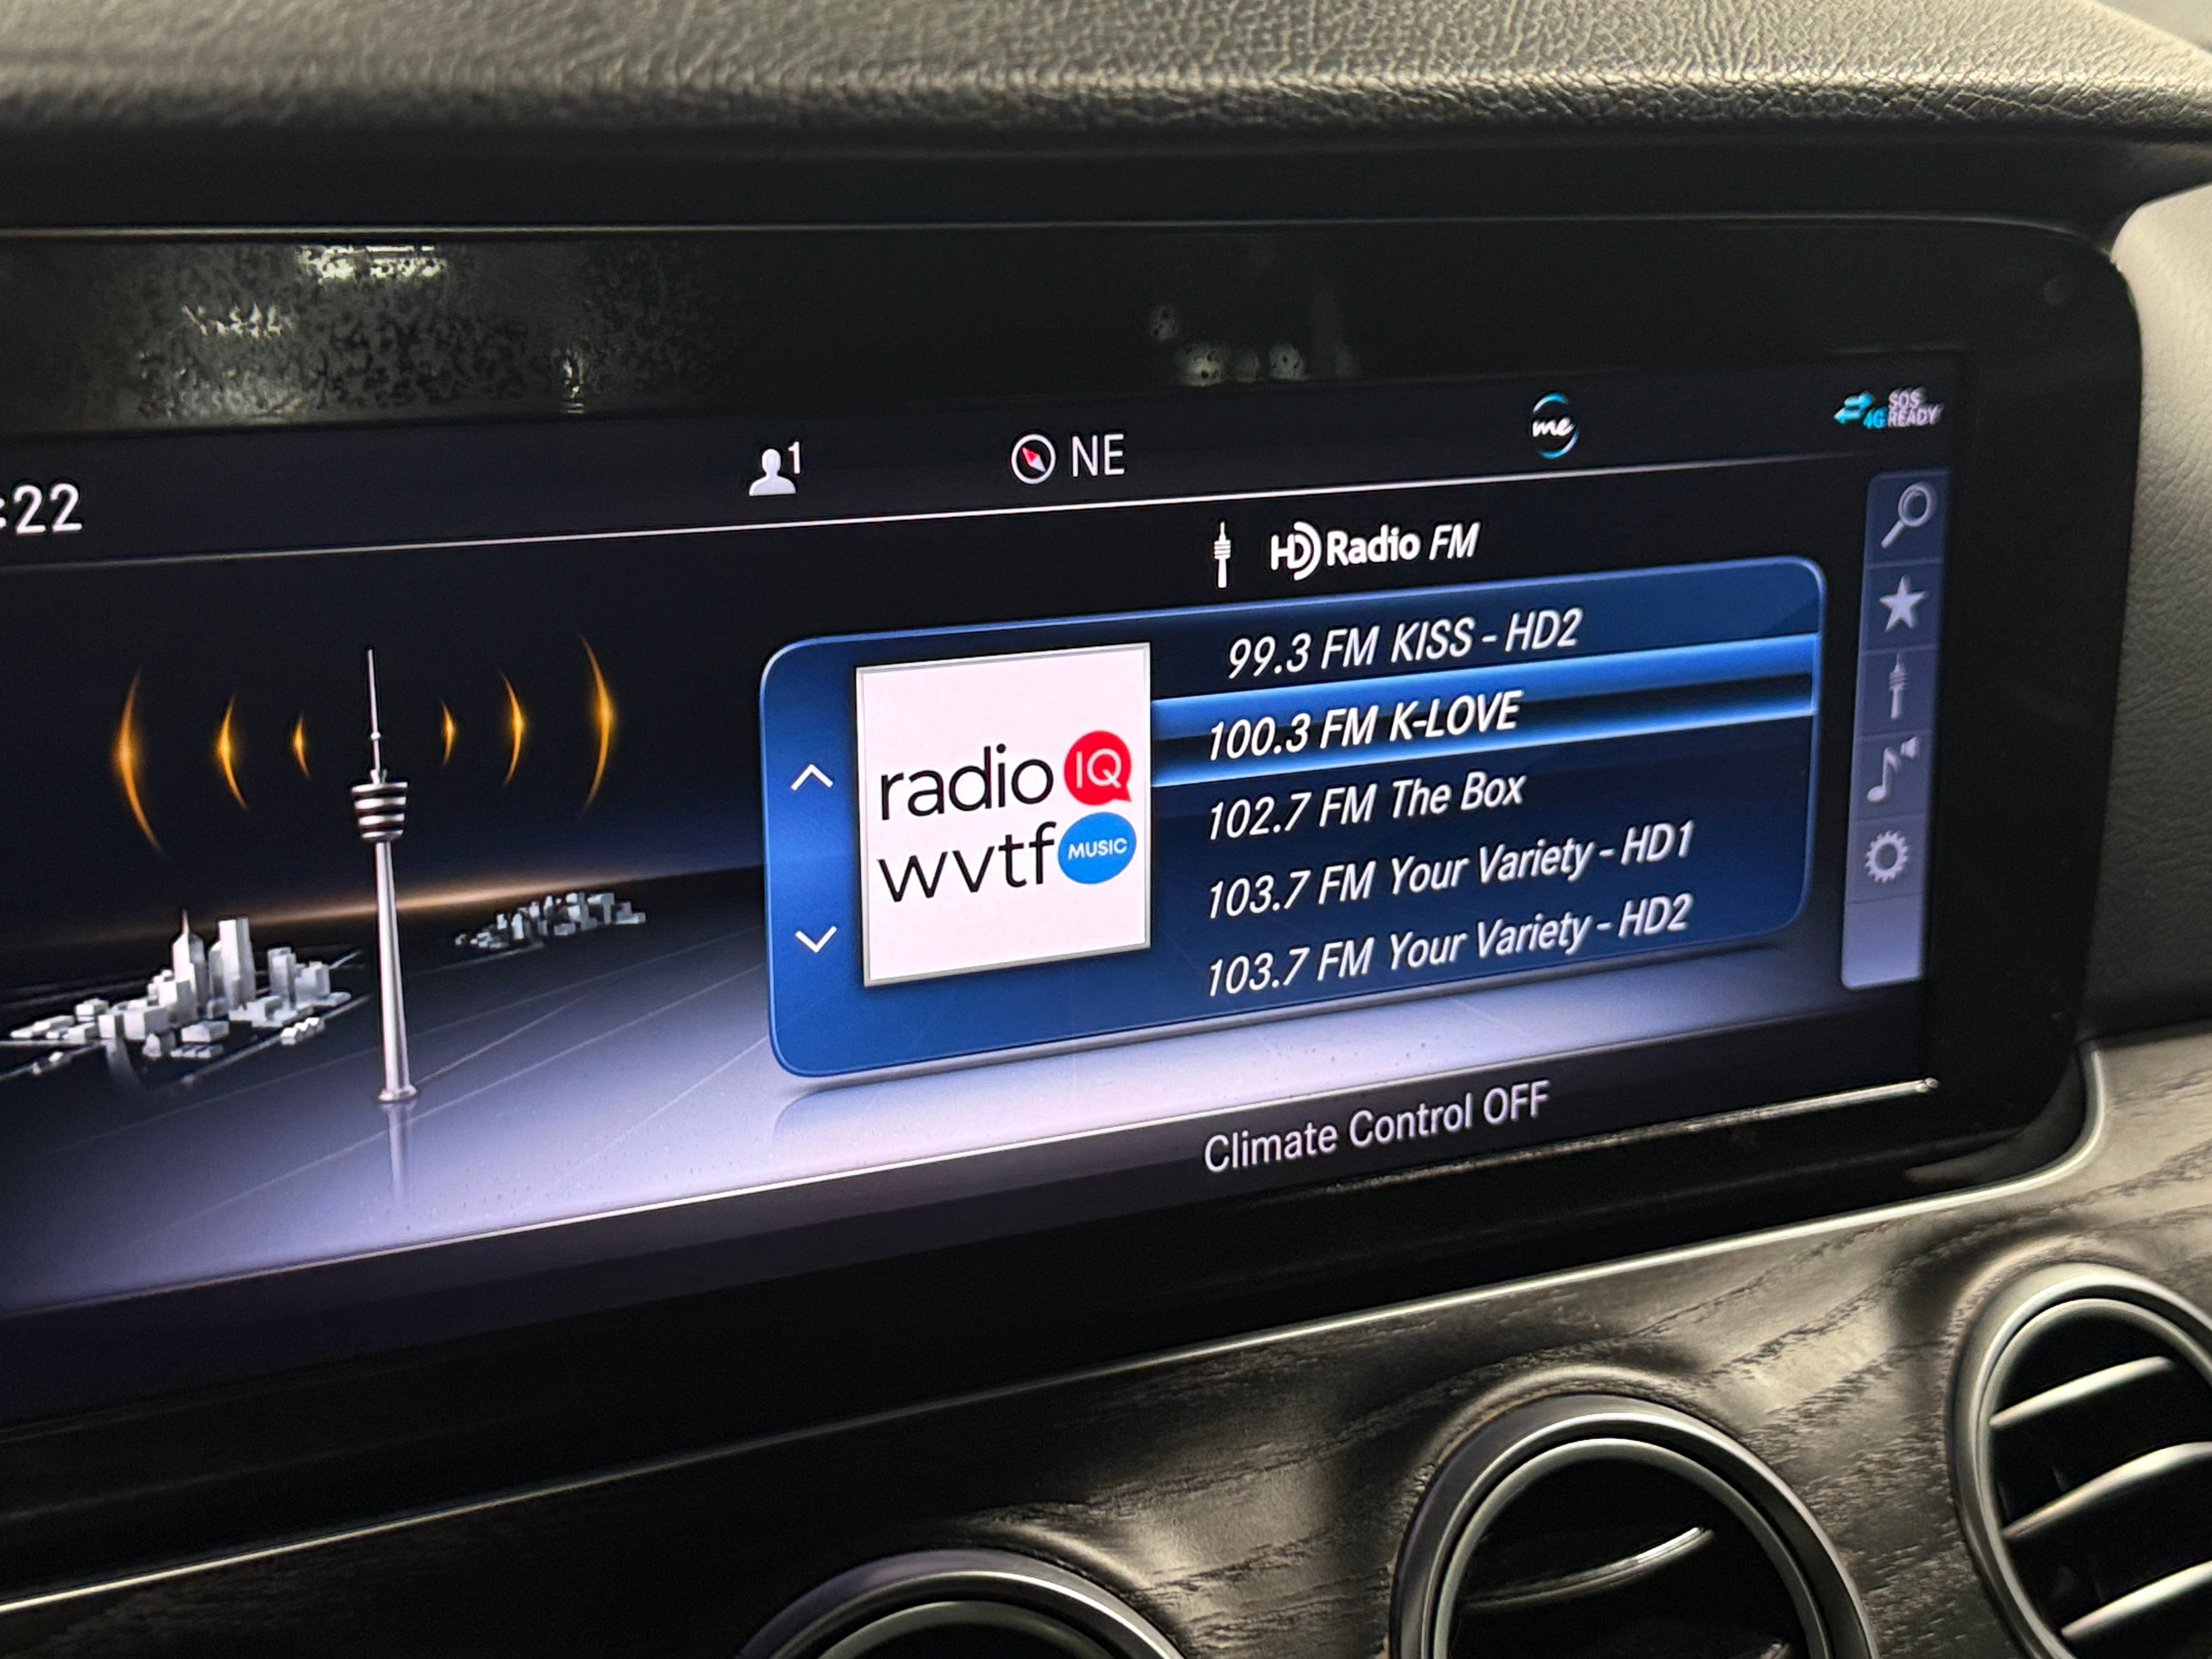 :22
1
NE
me
4G SOS READY
HD Radio FM
99.3 FM KISS - HD2
100.3 FM K-LOVE
102.7 FM The Box
103.7 FM Your Variety - HD1
103.7 FM Your Variety - HD2
radio IQ
wvtf MUSIC
Climate Control OFF